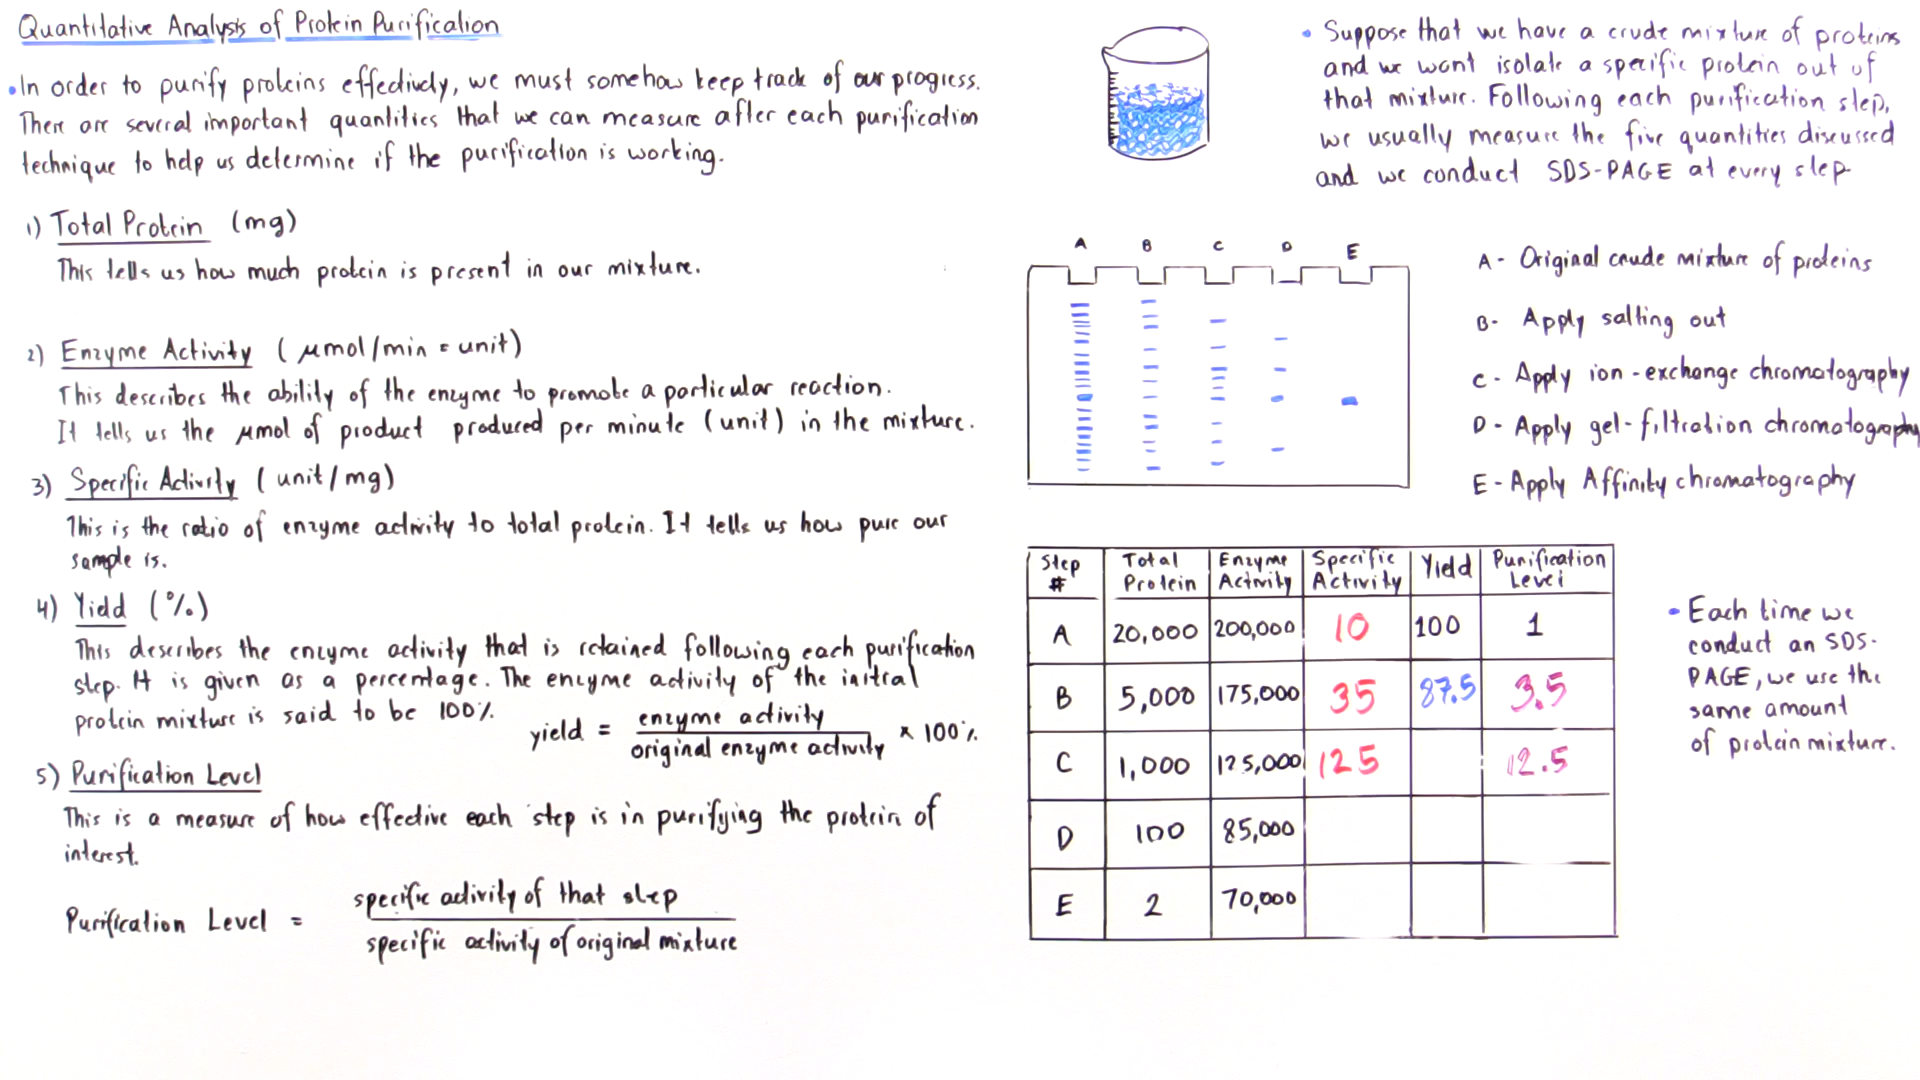 Quantitative Analysis of Protein Purification
• In order to purify proteins effectively, we must somehow keep track of our progress.
There are several important quantities that we can measure after each purification
technique to help us determine if the purification is working.
1) Total Protein (mg)
This tells us how much protein is present in our mixture.
2) Enzyme Activity (μmol/min = unit)
This describes the ability of the enzyme to promote a particular reaction.
It tells us the μmol of product produced per minute (unit) in the mixture.
3) Specific Activity (unit/mg)
This is the ratio of enzyme activity to total protein. It tells us how pure our
sample is.
4) Yield (%)
This describes the enzyme activity that is retained following each purification
step. It is given as a percentage. The enzyme activity of the initial
protein mixture is said to be 100%.
yield = enzyme activity / original enzyme activity × 100%
5) Purification Level
This is a measure of how effective each step is in purifying the protein of
interest.
Purification Level = specific activity of that step / specific activity of original mixture
• Suppose that we have a crude mixture of proteins
and we want isolate a specific protein out of
that mixture. Following each purification step,
we usually measure the five quantities discussed
and we conduct SDS-PAGE at every step
A B C D E
A - Original crude mixture of proteins
B - Apply salting out
C - Apply ion-exchange chromatography
D - Apply gel-filtration chromatography
E - Apply Affinity chromatography
Step # Total Protein Enzyme Activity Specific Activity Yield Purification Level
A 20,000 200,000 10 100 1
B 5,000 175,000 35 87.5 3.5
C 1,000 125,000 125 12.5
D 100 85,000
E 2 70,000
• Each time we
conduct an SDS-
PAGE, we use the
same amount
of protein mixture.